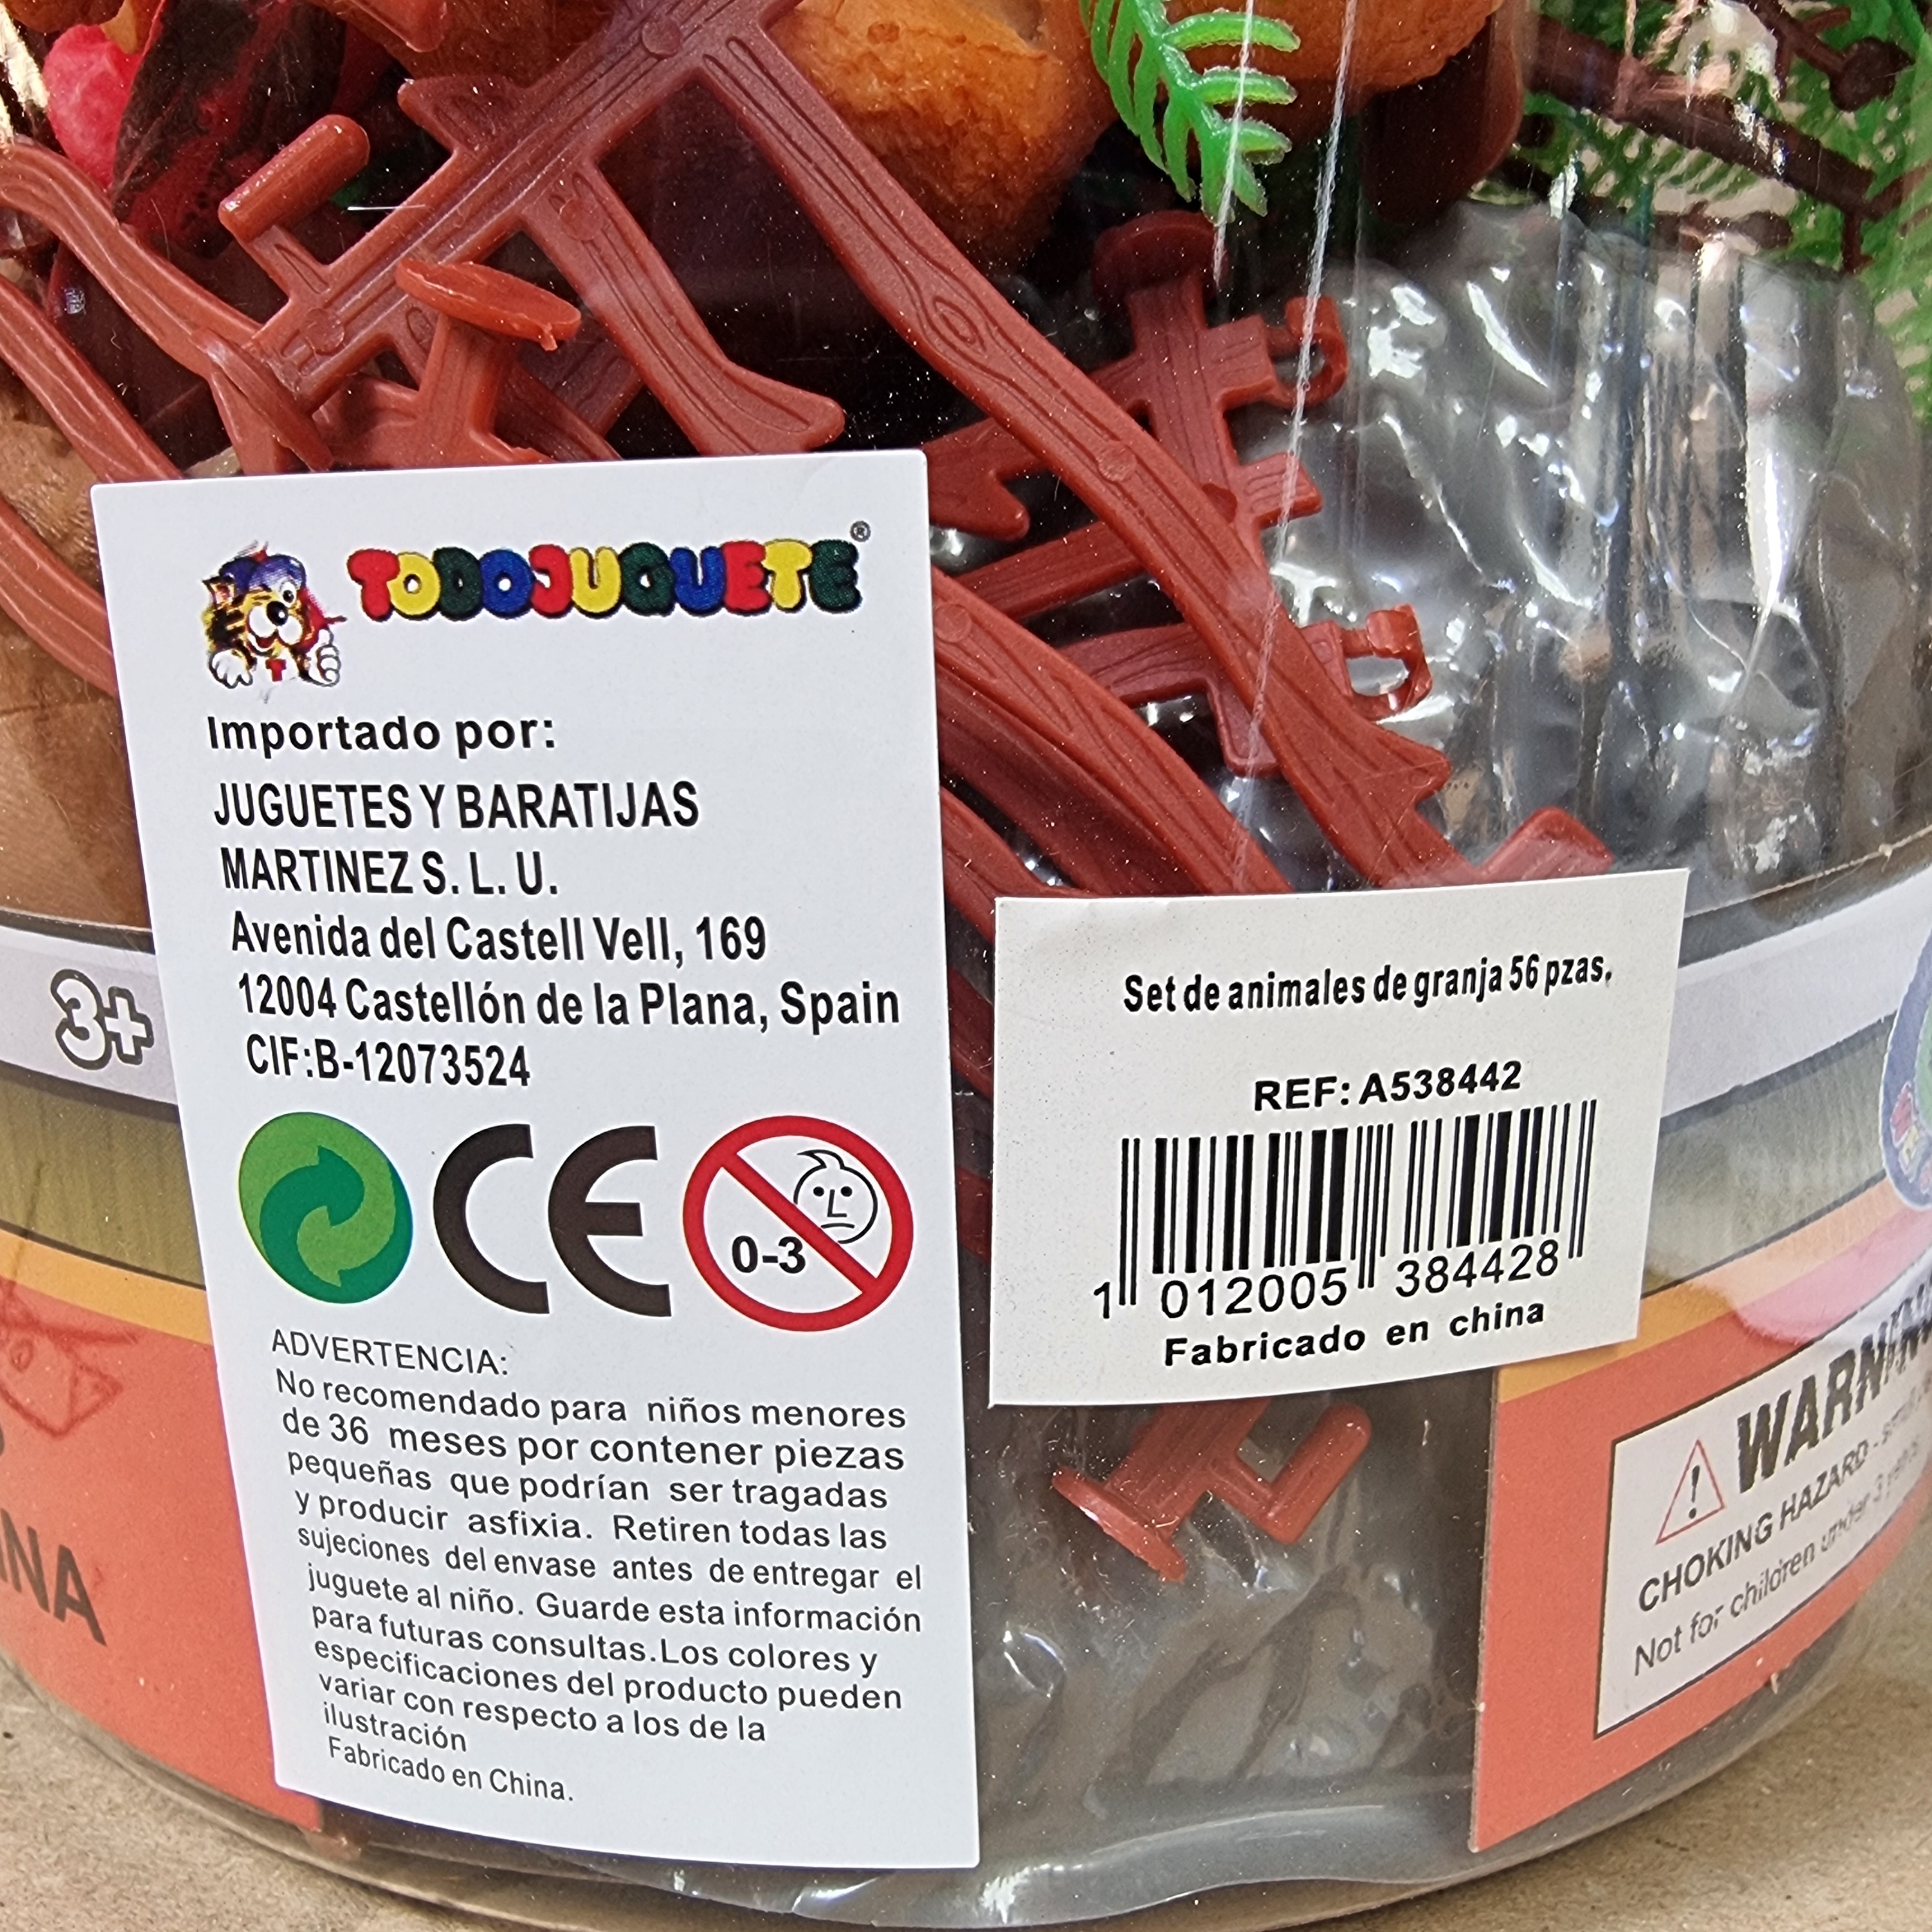 TODOJUGUETE®
T
Importado por:
JUGUETES Y BARATIJAS
MARTINEZ S. L. U.
Avenida del Castell Vell, 169
12004 Castellón de la Plana, Spain
CIF:B-12073524
CE
0-3
ADVERTENCIA:
No recomendado para niños menores
de 36 meses por contener piezas
pequeñas que podrían ser tragadas
y producir asfixia. Retiren todas las
sujeciones del envase antes de entregar el
juguete al niño. Guarde esta información
para futuras consultas.Los colores y
especificaciones del producto pueden
variar con respecto a los de la
ilustración
Fabricado en China.
3+
Set de animales de granja 56 pzas.
REF: A538442
1 012005 384428
Fabricado en china
WARNING
CHOKING HAZARD - small
Not for children under 3 years